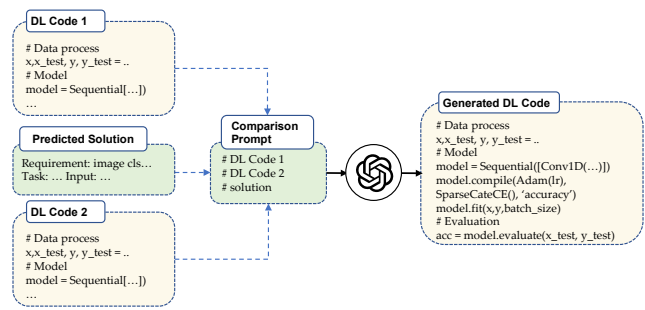 DL Code 1
# Data process
x,x_test, y, y_test = ..
# Model
model = Sequential[…])
…
Predicted Solution
Requirement: image cls…
Task: … Input: …
DL Code 2
# Data process
x,x_test, y, y_test = ..
# Model
model = Sequential[…])
…
Comparison
Prompt
# DL Code 1
# DL Code 2
# solution
Generated DL Code
# Data process
x,x_test, y, y_test = ..
# Model
model = Sequential([Conv1D(…)])
model.compile(Adam(lr),
SparseCateCE(), ‘accuracy’)
model.fit(x,y,batch_size)
# Evaluation
acc = model.evaluate(x_test, y_test)